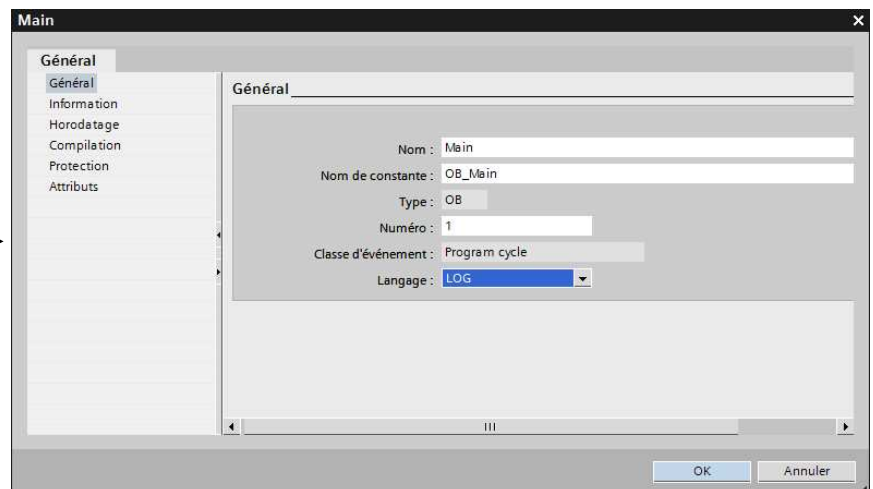 Main
Général
Général
Information
Horodatage
Compilation
Protection
Attributs
Général
Nom : Main
Nom de constante : OB_Main
Type : OB
Numéro : 1
Classe d'événement : Program cycle
Langage : LOG
OK Annuler